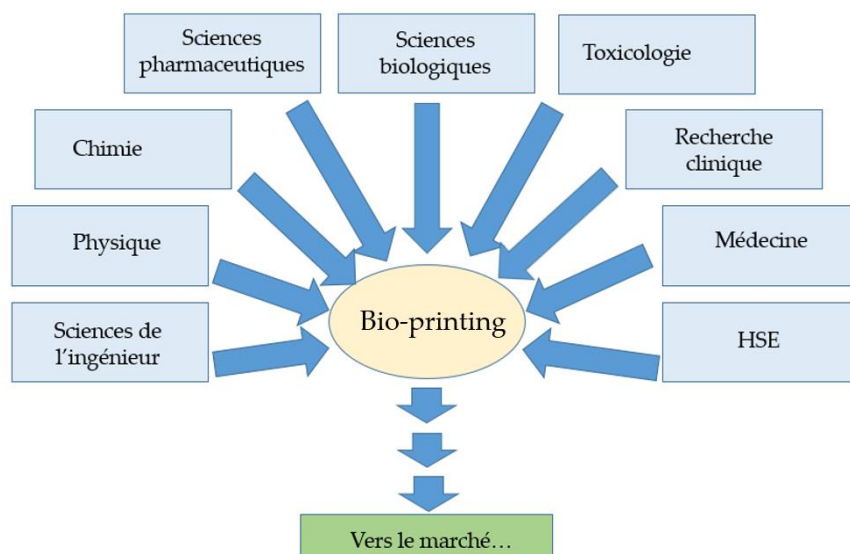 Sciences
pharmaceutiques
Sciences
biologiques
Toxicologie
Chimie
Recherche
clinique
Physique
Médecine
Sciences de
l'ingénieur
Bio-printing
HSE
Vers le marché…